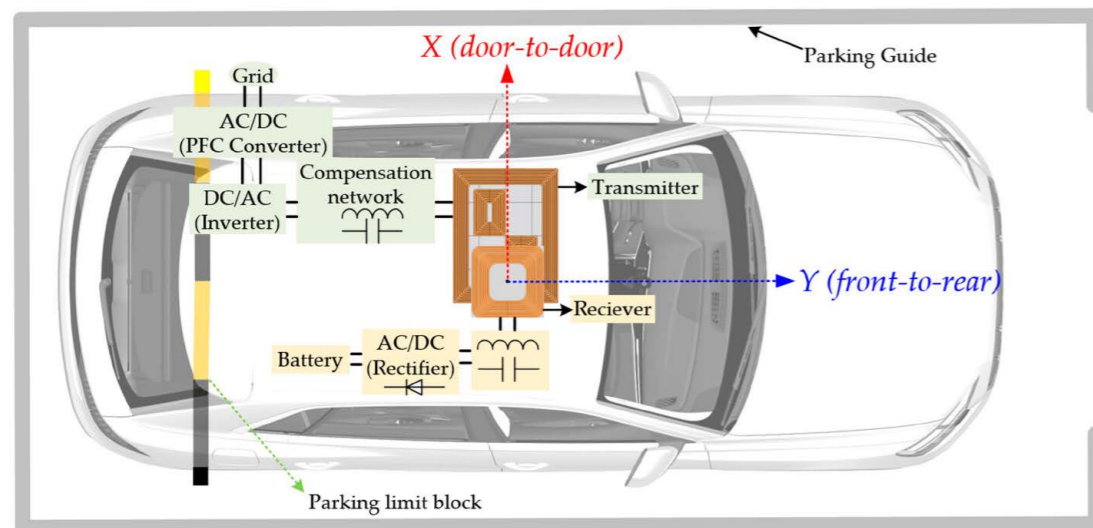 X (door-to-door)
Parking Guide
Grid
AC/DC
(PFC Converter)
Compensation
network
Transmitter
DC/AC
(Inverter)
Y (front-to-rear)
Reciever
AC/DC
(Rectifier)
Battery
Parking limit block